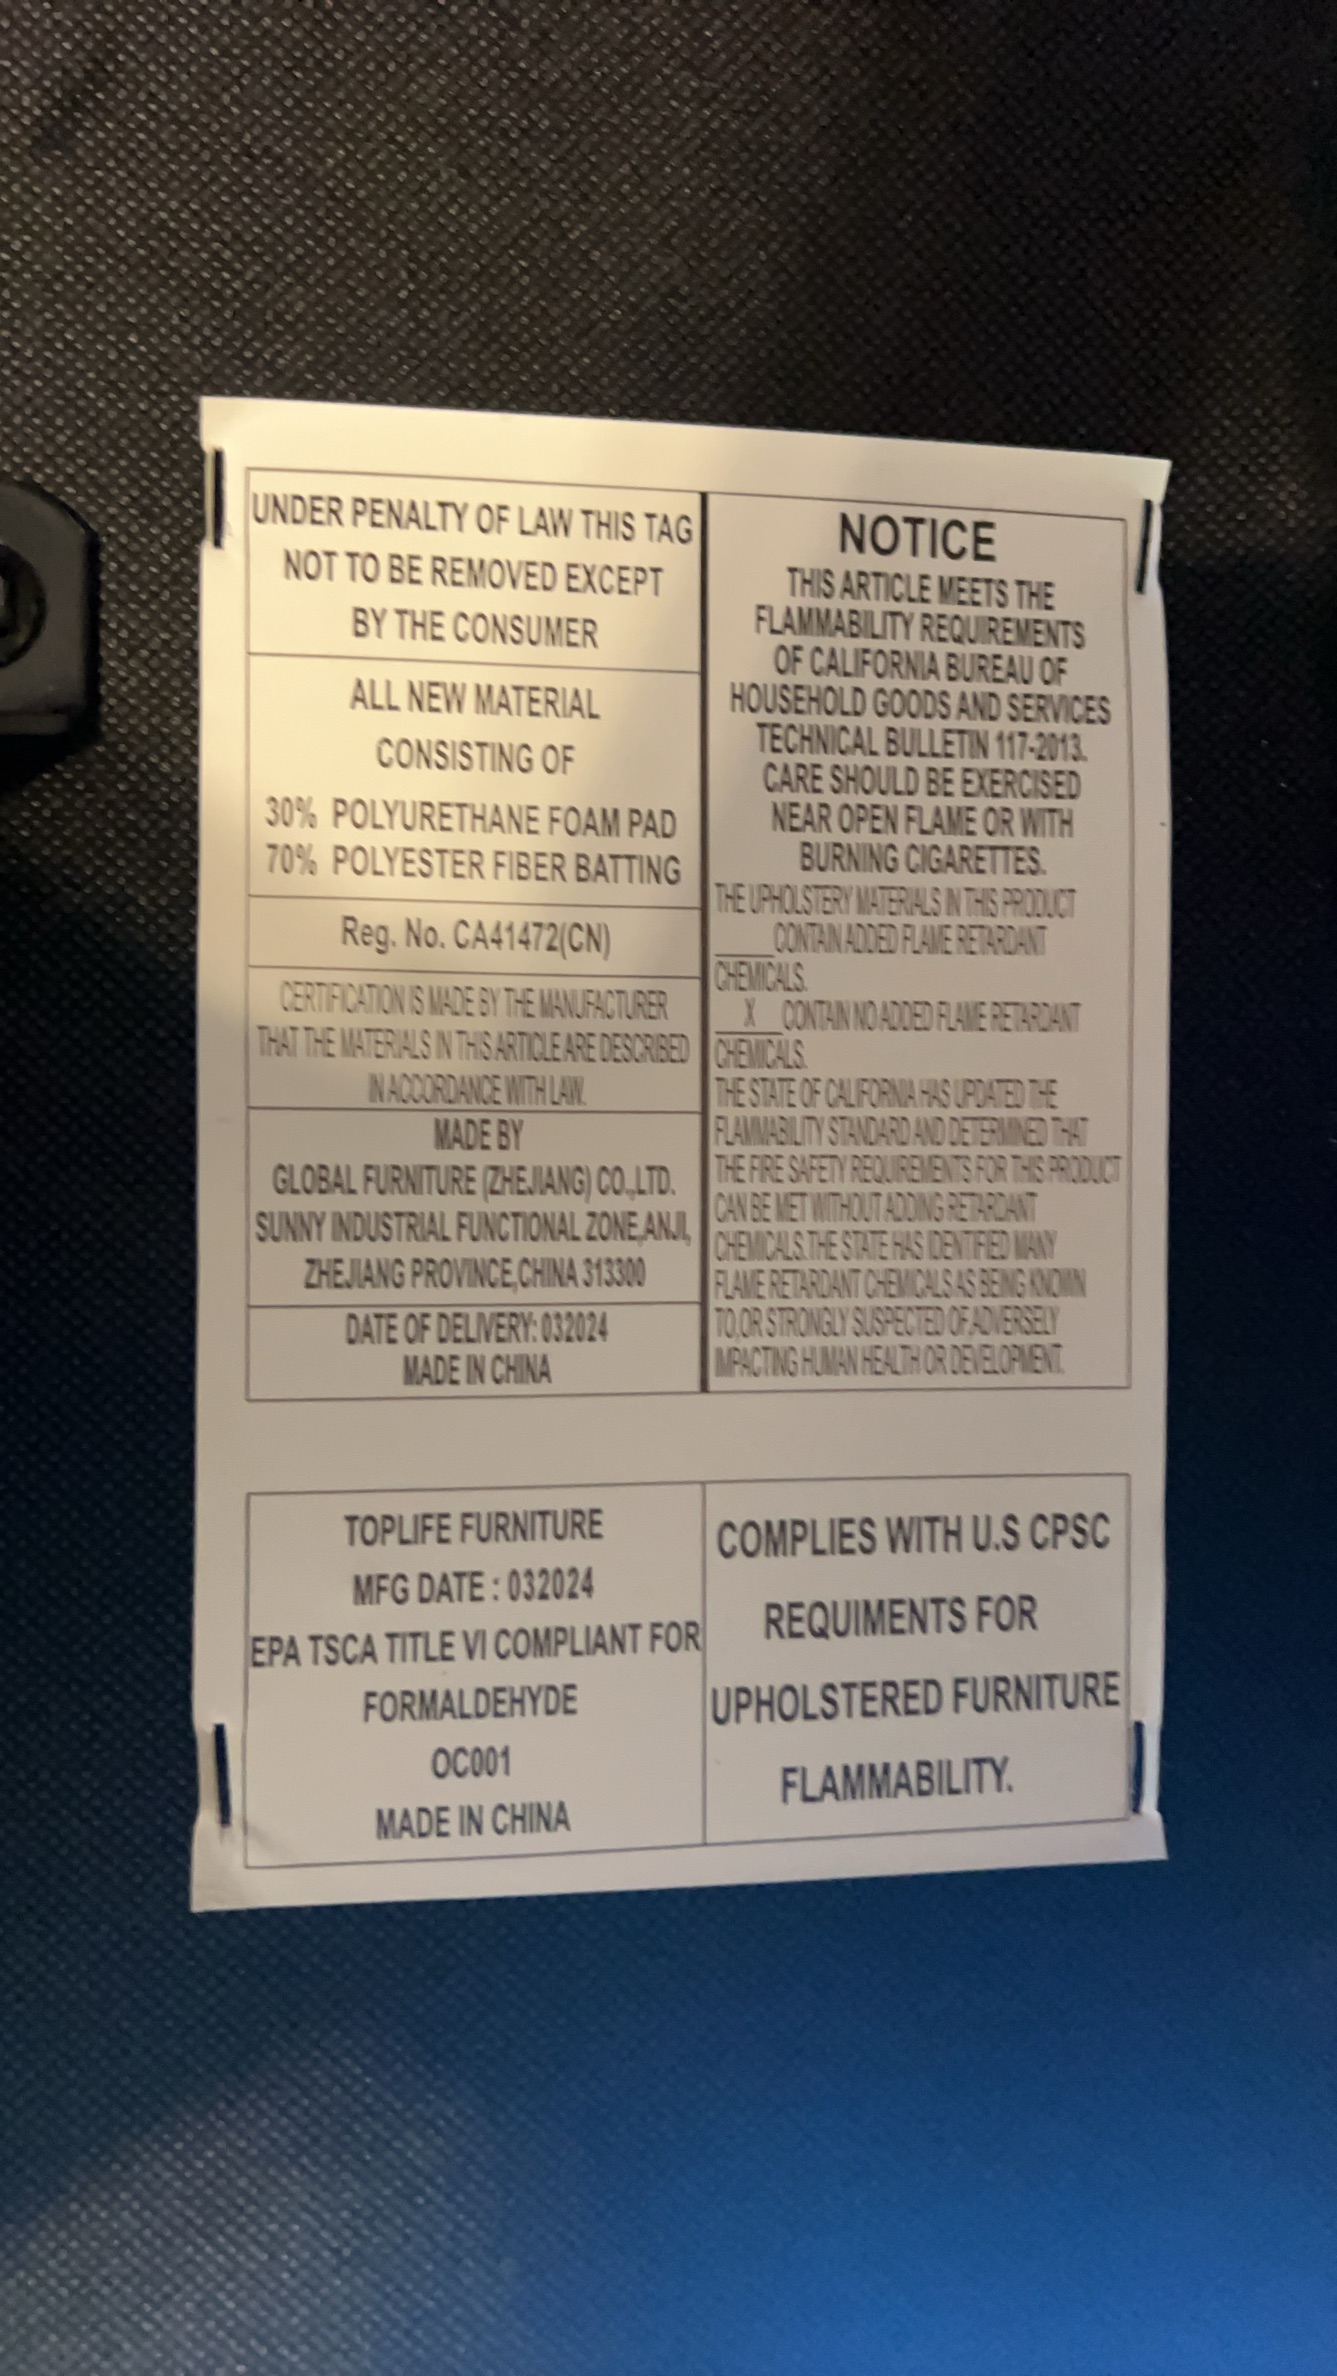 UNDER PENALTY OF LAW THIS TAG
NOT TO BE REMOVED EXCEPT
BY THE CONSUMER
ALL NEW MATERIAL
CONSISTING OF
30% POLYURETHANE FOAM PAD
70% POLYESTER FIBER BATTING
Reg. No. CA41472(CN)
CERTIFICATION IS MADE BY THE MANUFACTURER
THAT THE MATERIALS IN THIS ARTICLE ARE DESCRIBED
IN ACCORDANCE WITH LAW.
MADE BY
GLOBAL FURNITURE (ZHEJIANG) CO.,LTD.
SUNNY INDUSTRIAL FUNCTIONAL ZONE,ANJI,
ZHEJIANG PROVINCE,CHINA 313300
DATE OF DELIVERY: 032024
MADE IN CHINA
NOTICE
THIS ARTICLE MEETS THE
FLAMMABILITY REQUIREMENTS
OF CALIFORNIA BUREAU OF
HOUSEHOLD GOODS AND SERVICES
TECHNICAL BULLETIN 117-2013.
CARE SHOULD BE EXERCISED
NEAR OPEN FLAME OR WITH
BURNING CIGARETTES.
THE UPHOLSTERY MATERIALS IN THIS PRODUCT
____CONTAIN ADDED FLAME RETARDANT
CHEMICALS.
__X__CONTAIN NO ADDED FLAME RETARDANT
CHEMICALS.
THE STATE OF CALIFORNIA HAS UPDATED THE
FLAMMABILITY STANDARD AND DETERMINED THAT
THE FIRE SAFETY REQUIREMENTS FOR THIS PRODUCT
CAN BE MET WITHOUT ADDING RETARDANT
CHEMICALS.THE STATE HAS IDENTIFIED MANY
FLAME RETARDANT CHEMICALS AS BEING KNOWN
TO,OR STRONGLY SUSPECTED OF,ADVERSELY
IMPACTING HUMAN HEALTH OR DEVELOPMENT.
TOPLIFE FURNITURE
MFG DATE : 032024
EPA TSCA TITLE VI COMPLIANT FOR
FORMALDEHYDE
OC001
MADE IN CHINA
COMPLIES WITH U.S CPSC
REQUIMENTS FOR
UPHOLSTERED FURNITURE
FLAMMABILITY.